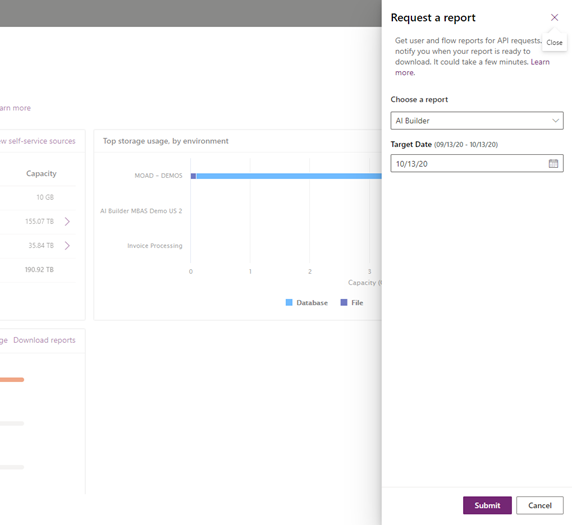 Request a report
Get user and flow reports for API requests.
notify you when your report is ready to
download. It could take a few minutes. Learn
more.
Close
Choose a report
AI Builder
Target Date (09/13/20 - 10/13/20)
10/13/20
Submit
Cancel
arn more
w self-service sources
Capacity
10 GB
155.07 TB
35.84 TB
190.92 TB
Top storage usage, by environment
MOAD - DEMOS
AI Builder MBAS Demo US 2
Invoice Processing
0 1 2 3
Capacity (
Database File
ge Download reports